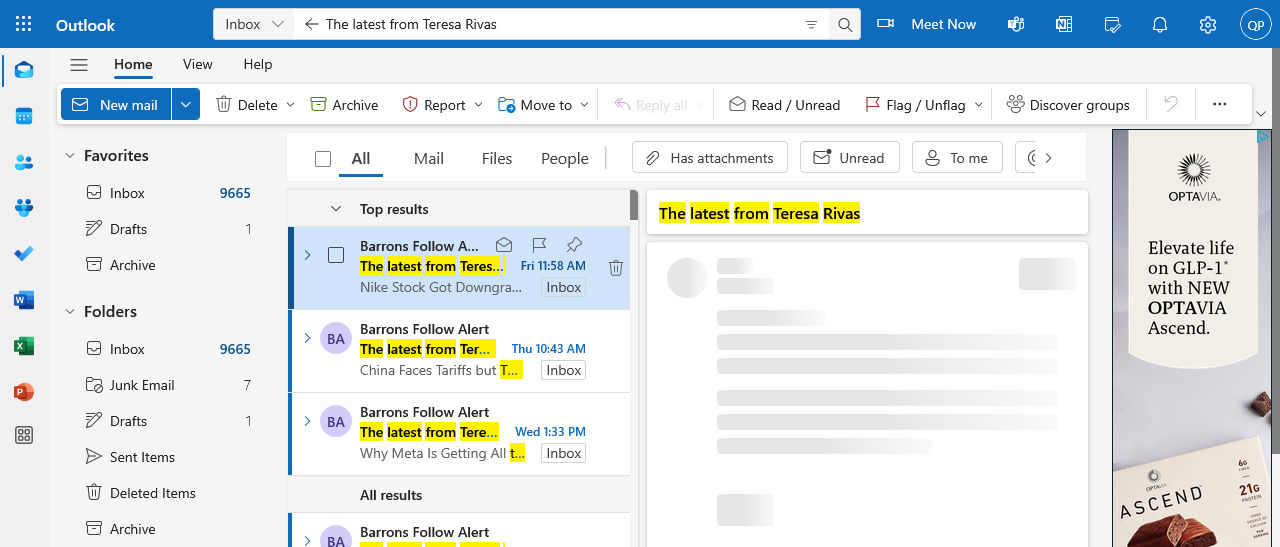 Outlook
Inbox
The latest from Teresa Rivas
Meet Now
QP
Home
View
Help
New mail
Delete
Archive
Report
Move to
Reply all
Read / Unread
Flag / Unflag
Discover groups
Favorites
Inbox 9665
Drafts 1
Archive
Folders
Inbox 9665
Junk Email 7
Drafts 1
Sent Items
Deleted Items
Archive
All
Mail
Files
People
Has attachments
Unread
To me
Top results
Barrons Follow A...
The latest from Teres... Fri 11:58 AM
Nike Stock Got Downgra... Inbox
BA
Barrons Follow Alert
The latest from Ter... Thu 10:43 AM
China Faces Tariffs but T... Inbox
BA
Barrons Follow Alert
The latest from Tere... Wed 1:33 PM
Why Meta Is Getting All t... Inbox
All results
BA
Barrons Follow Alert
The latest from Teresa Rivas
OPTAVIA
Elevate life
on GLP-1*
with NEW
OPTAVIA
Ascend.
OPTAVIA
ASCEND
6g
FIBER
21g
PROTEIN